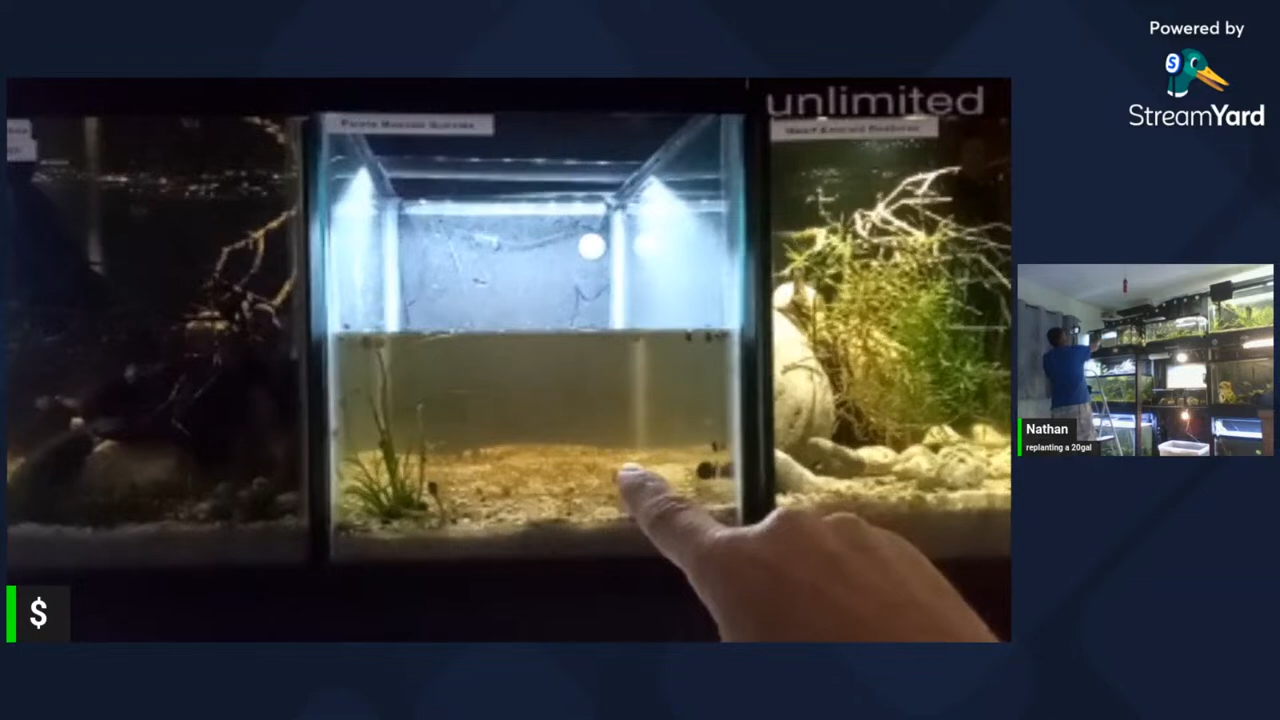 Powered by
StreamYard
unlimited
Nathan
replanting a 20gal
$